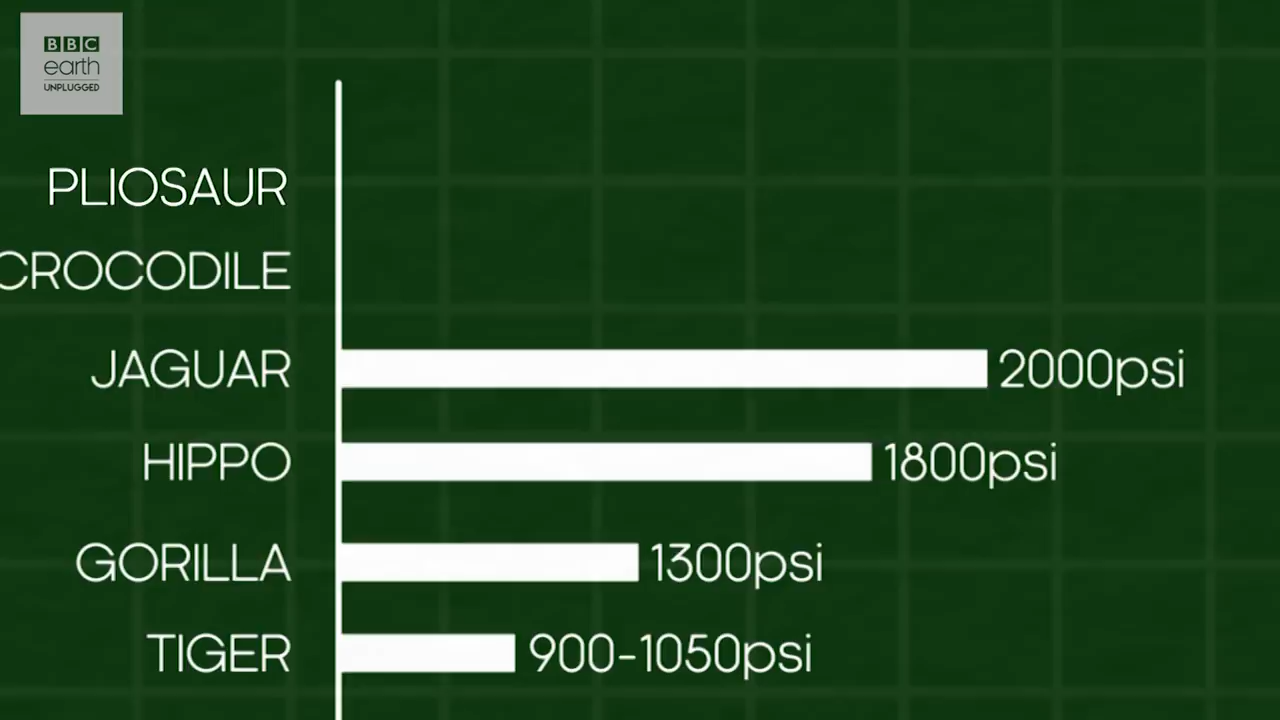 BBC
earth
UNPLUGGED
PLIOSAUR
CROCODILE
JAGUAR 2000psi
HIPPO 1800psi
GORILLA 1300psi
TIGER 900-1050psi